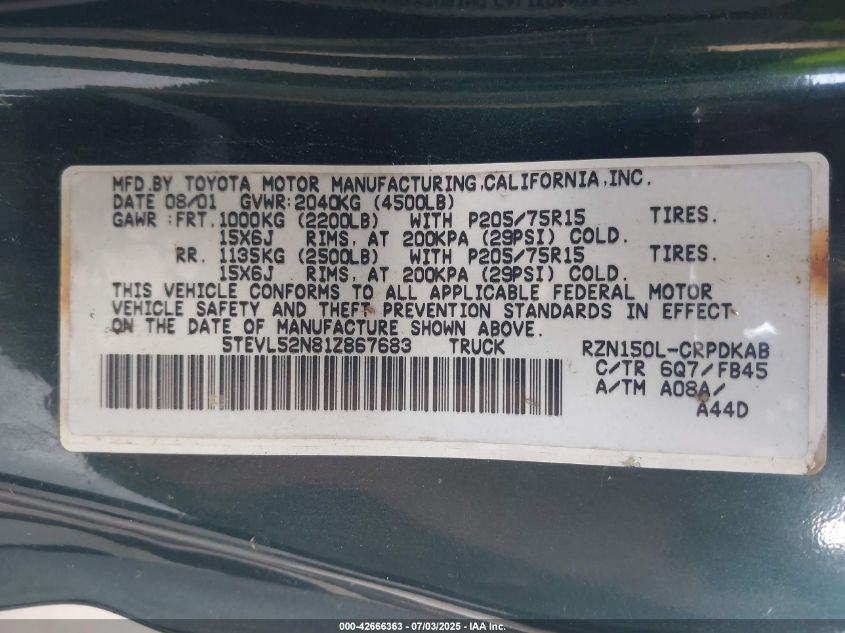 MFD.BY TOYOTA MOTOR MANUFACTURING,CALIFORNIA,INC.
DATE 08/01 GVWR:2040KG (4500LB)
GAWR :FRT. 1000KG (2200LB) WITH P205/75R15 TIRES.
15X6J RIMS, AT 200KPA (29PSI) COLD.
RR. 1135KG (2500LB) WITH P205/75R15 TIRES.
15X6J RIMS, AT 200KPA (29PSI) COLD.
THIS VEHICLE CONFORMS TO ALL APPLICABLE FEDERAL MOTOR
VEHICLE SAFETY AND THEFT PREVENTION STANDARDS IN EFFECT
ON THE DATE OF MANUFACTURE SHOWN ABOVE.
5TEVL52N81Z867683 TRUCK RZN150L-CRPDKAB
C/TR 6Q7/FB45
A/TM A08A/
A44D
000-42666363 - 07/03/2025 - IAA Inc.